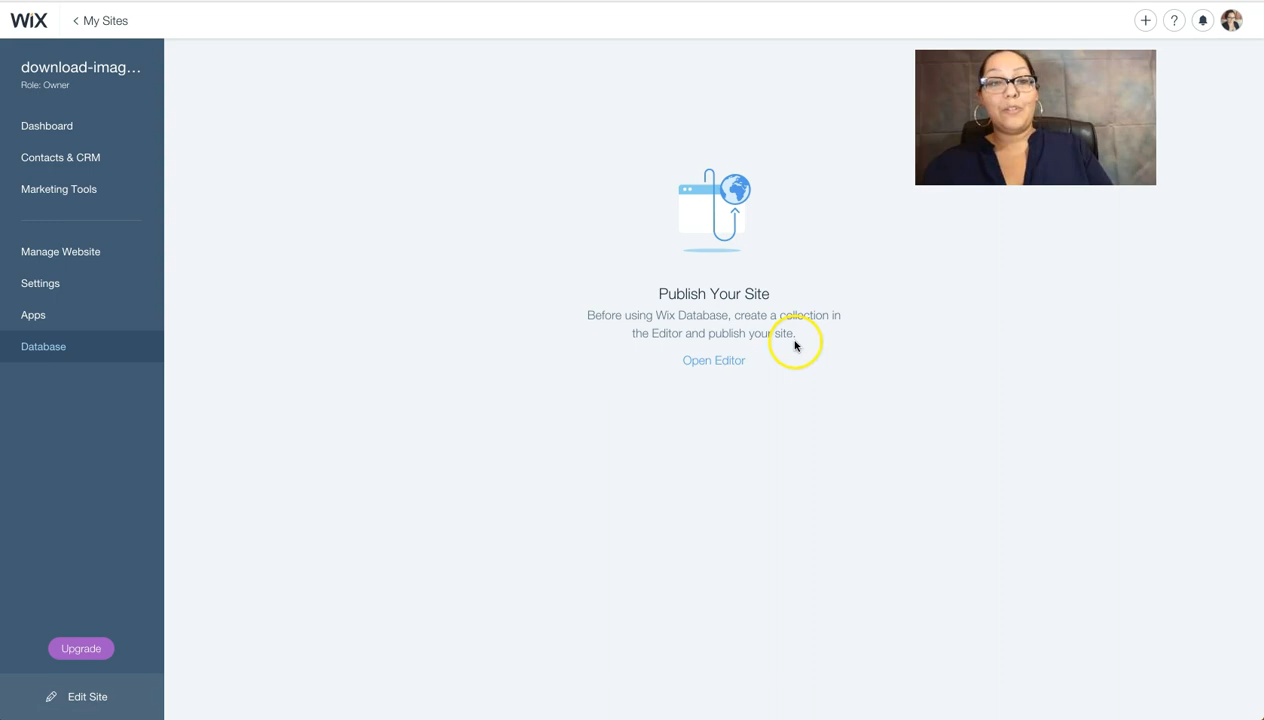 WiX
< My Sites
?
download-imag...
Role: Owner
Dashboard
Contacts & CRM
Marketing Tools
Manage Website
Settings
Apps
Database
Upgrade
Edit Site
Publish Your Site
Before using Wix Database, create a collection in
the Editor and publish your site.
Open Editor